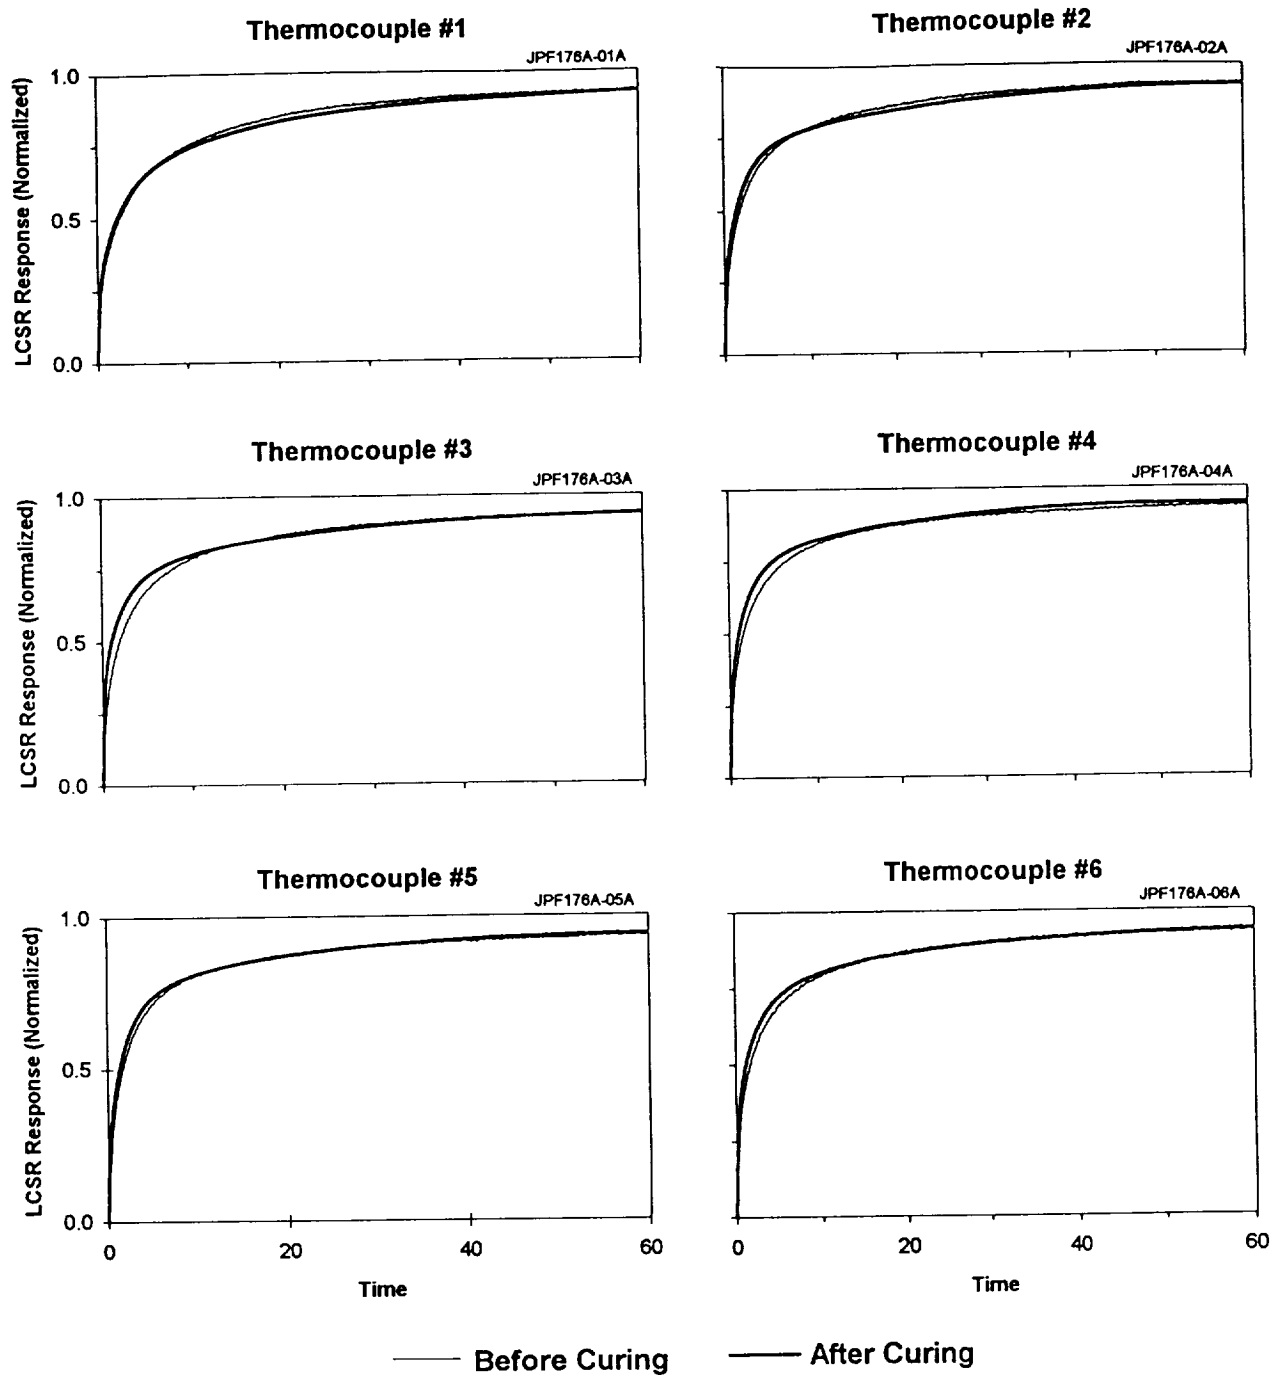 Thermocouple #1
JPF176A-01A
LCSR Response (Normalized)
1.0
0.5
0.0
Thermocouple #2
JPF176A-02A
Thermocouple #3
JPF176A-03A
LCSR Response (Normalized)
1.0
0.5
0.0
Thermocouple #4
JPF176A-04A
Thermocouple #5
JPF176A-05A
LCSR Response (Normalized)
1.0
0.5
0.0
0 20 40 60
Time
Thermocouple #6
JPF176A-06A
0 20 40 60
Time
Before Curing
After Curing